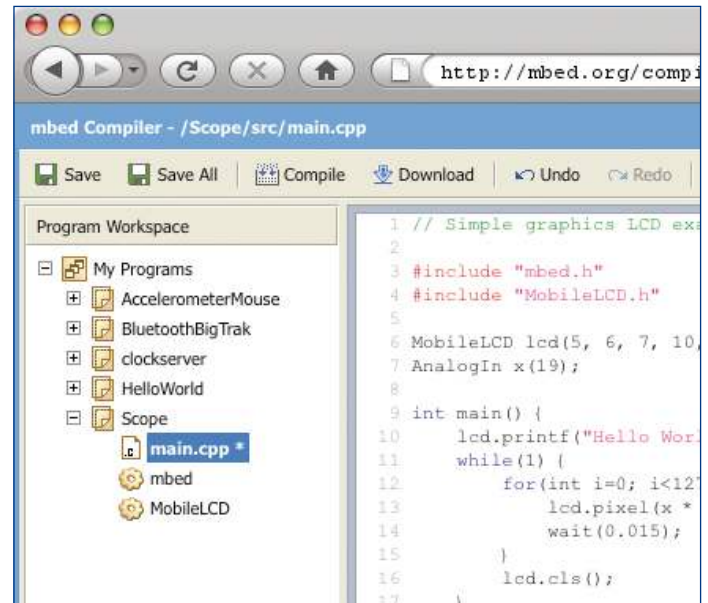 http://mbed.org/compi
mbed Compiler - /Scope/src/main.cpp
Save Save All Compile Download Undo Redo
Program Workspace
My Programs
AccelerometerMouse
BluetoothBigTrak
clockserver
HelloWorld
Scope
main.cpp *
mbed
MobileLCD
1 // Simple graphics LCD exa
2
3 #include "mbed.h"
4 #include "MobileLCD.h"
5
6 MobileLCD lcd(5, 6, 7, 10,
7 AnalogIn x(19);
8
9 int main() {
10 lcd.printf("Hello Worl
11 while(1) {
12 for(int i=0; i<127
13 lcd.pixel(x *
14 wait(0.015);
15 }
16 lcd.cls();
17 }